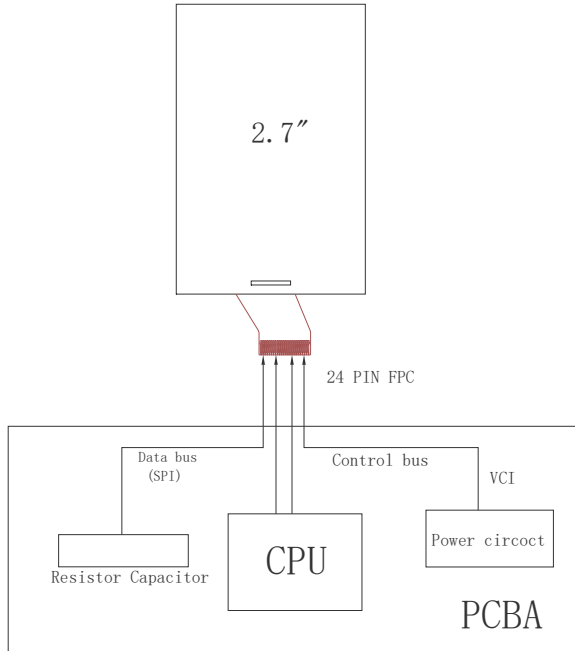 2.7″
24 PIN FPC
Data bus
(SPI)
Control bus
VCI
Resistor Capacitor
CPU
Power circoct
PCBA